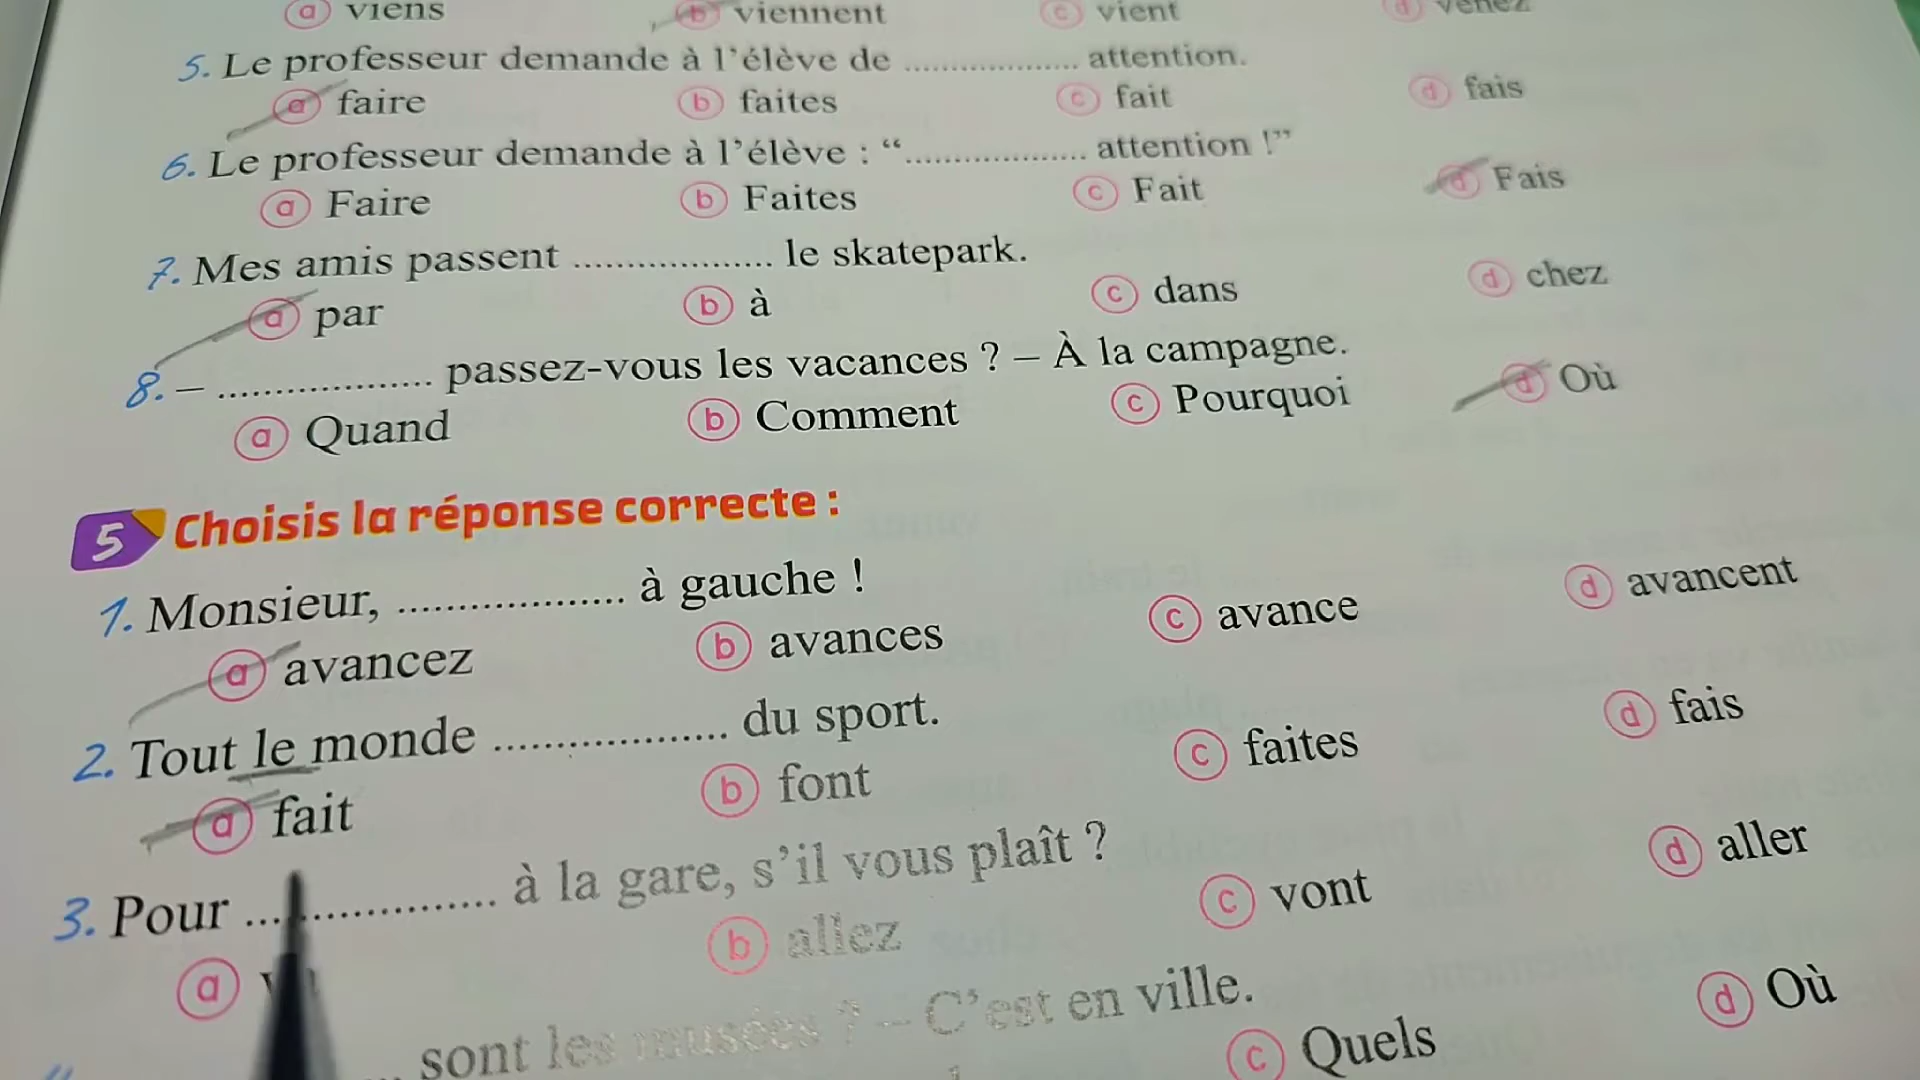 a viens b viennent c vient d venez
5. Le professeur demande à l'élève de .................. attention.
a faire b faites c fait d fais
6. Le professeur demande à l'élève : “.................. attention !”
a Faire b Faites c Fait d Fais
7. Mes amis passent .................. le skatepark.
a par b à c dans d chez
8. – .................. passez-vous les vacances ? – À la campagne.
a Quand b Comment c Pourquoi d Où
5 Choisis la réponse correcte :
1. Monsieur, .................. à gauche !
a avancez b avances c avance d avancent
2. Tout le monde .................. du sport.
a fait b font c faites d fais
3. Pour .................. à la gare, s'il vous plaît ?
a b allez c vont d aller
sont les musées ? – C'est en ville.
c Quels d Où